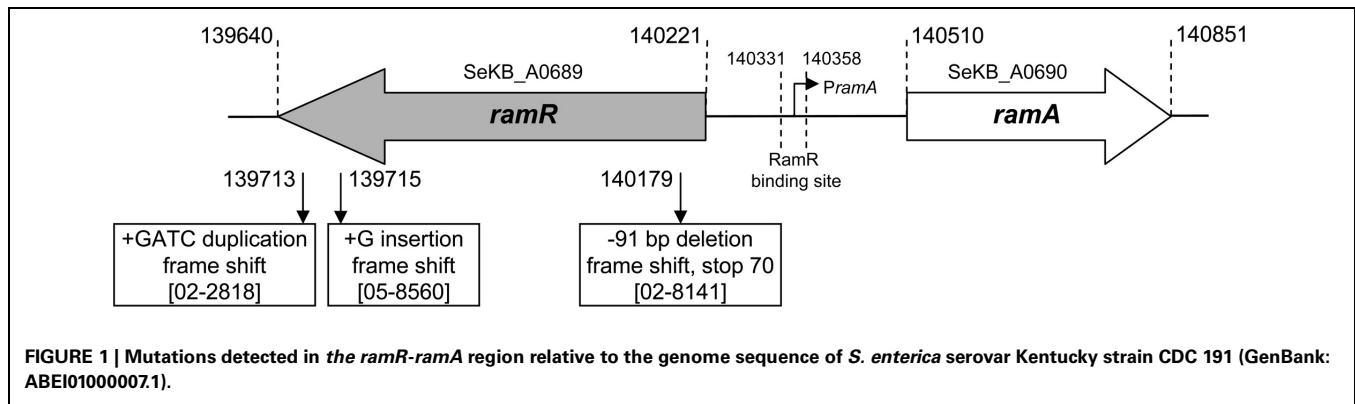 139640
140221
140510
140851
SeKB_A0689
140331
140358
SeKB_A0690
PramA
ramR
ramA
RamR
binding site
139713
139715
140179
+GATC duplication
frame shift
[02-2818]
+G insertion
frame shift
[05-8560]
-91 bp deletion
frame shift, stop 70
[02-8141]
FIGURE 1 | Mutations detected in the ramR-ramA region relative to the genome sequence of S. enterica serovar Kentucky strain CDC 191 (GenBank:
ABEI01000007.1).